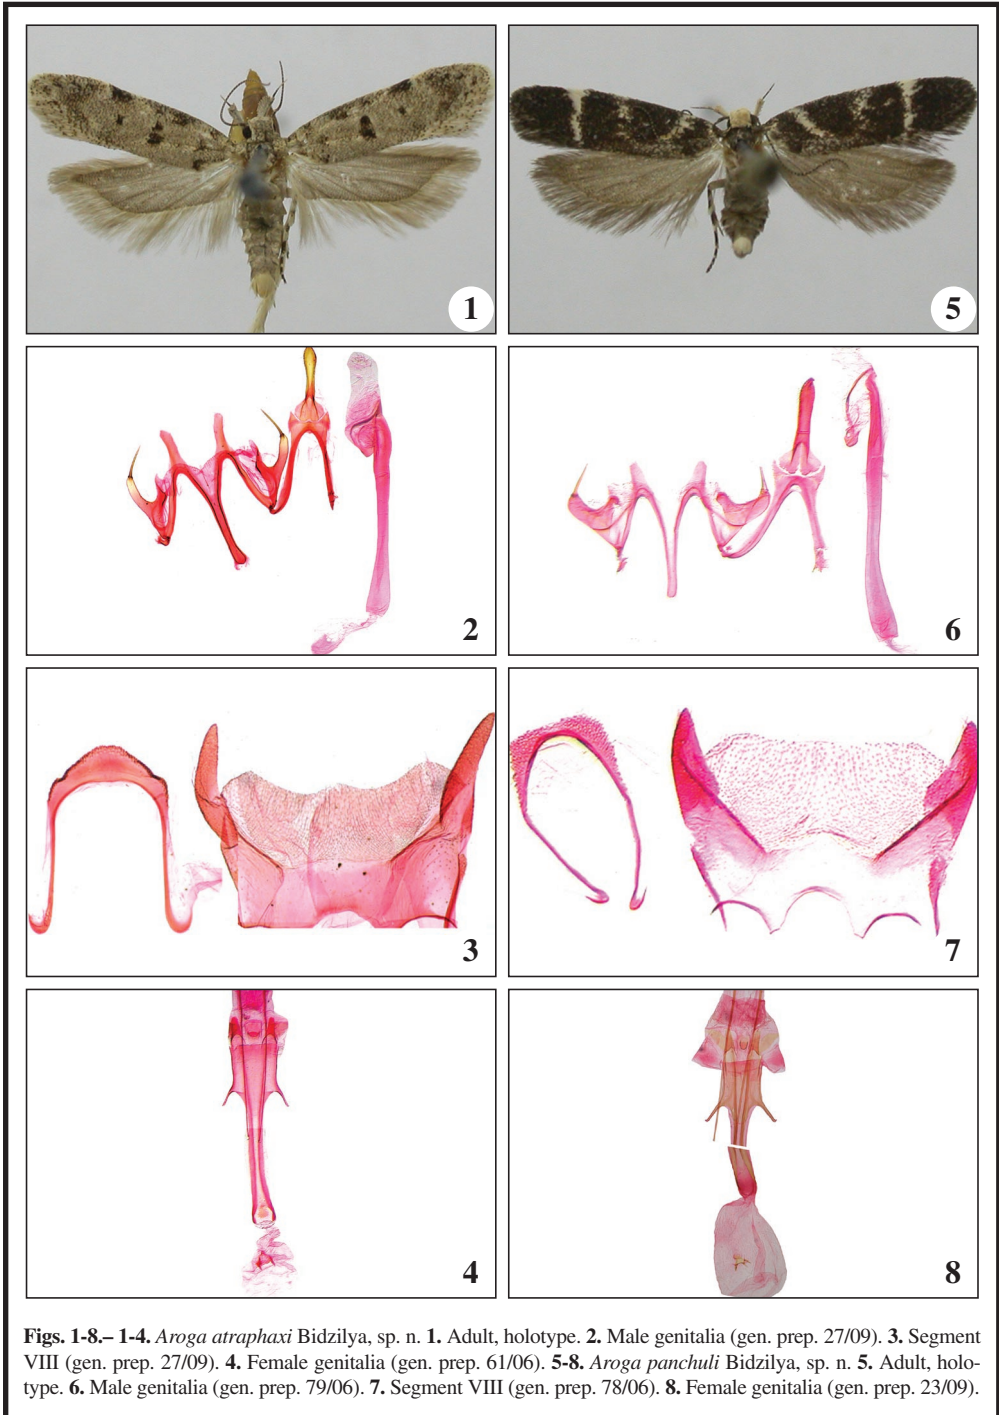 1
5
2
6
3
7
4
8
Figs. 1-8.– 1-4. Aroga atraphaxi Bidzilya, sp. n. 1. Adult, holotype. 2. Male genitalia (gen. prep. 27/09). 3. Segment
VIII (gen. prep. 27/09). 4. Female genitalia (gen. prep. 61/06). 5-8. Aroga panchuli Bidzilya, sp. n. 5. Adult, holo-
type. 6. Male genitalia (gen. prep. 79/06). 7. Segment VIII (gen. prep. 78/06). 8. Female genitalia (gen. prep. 23/09).